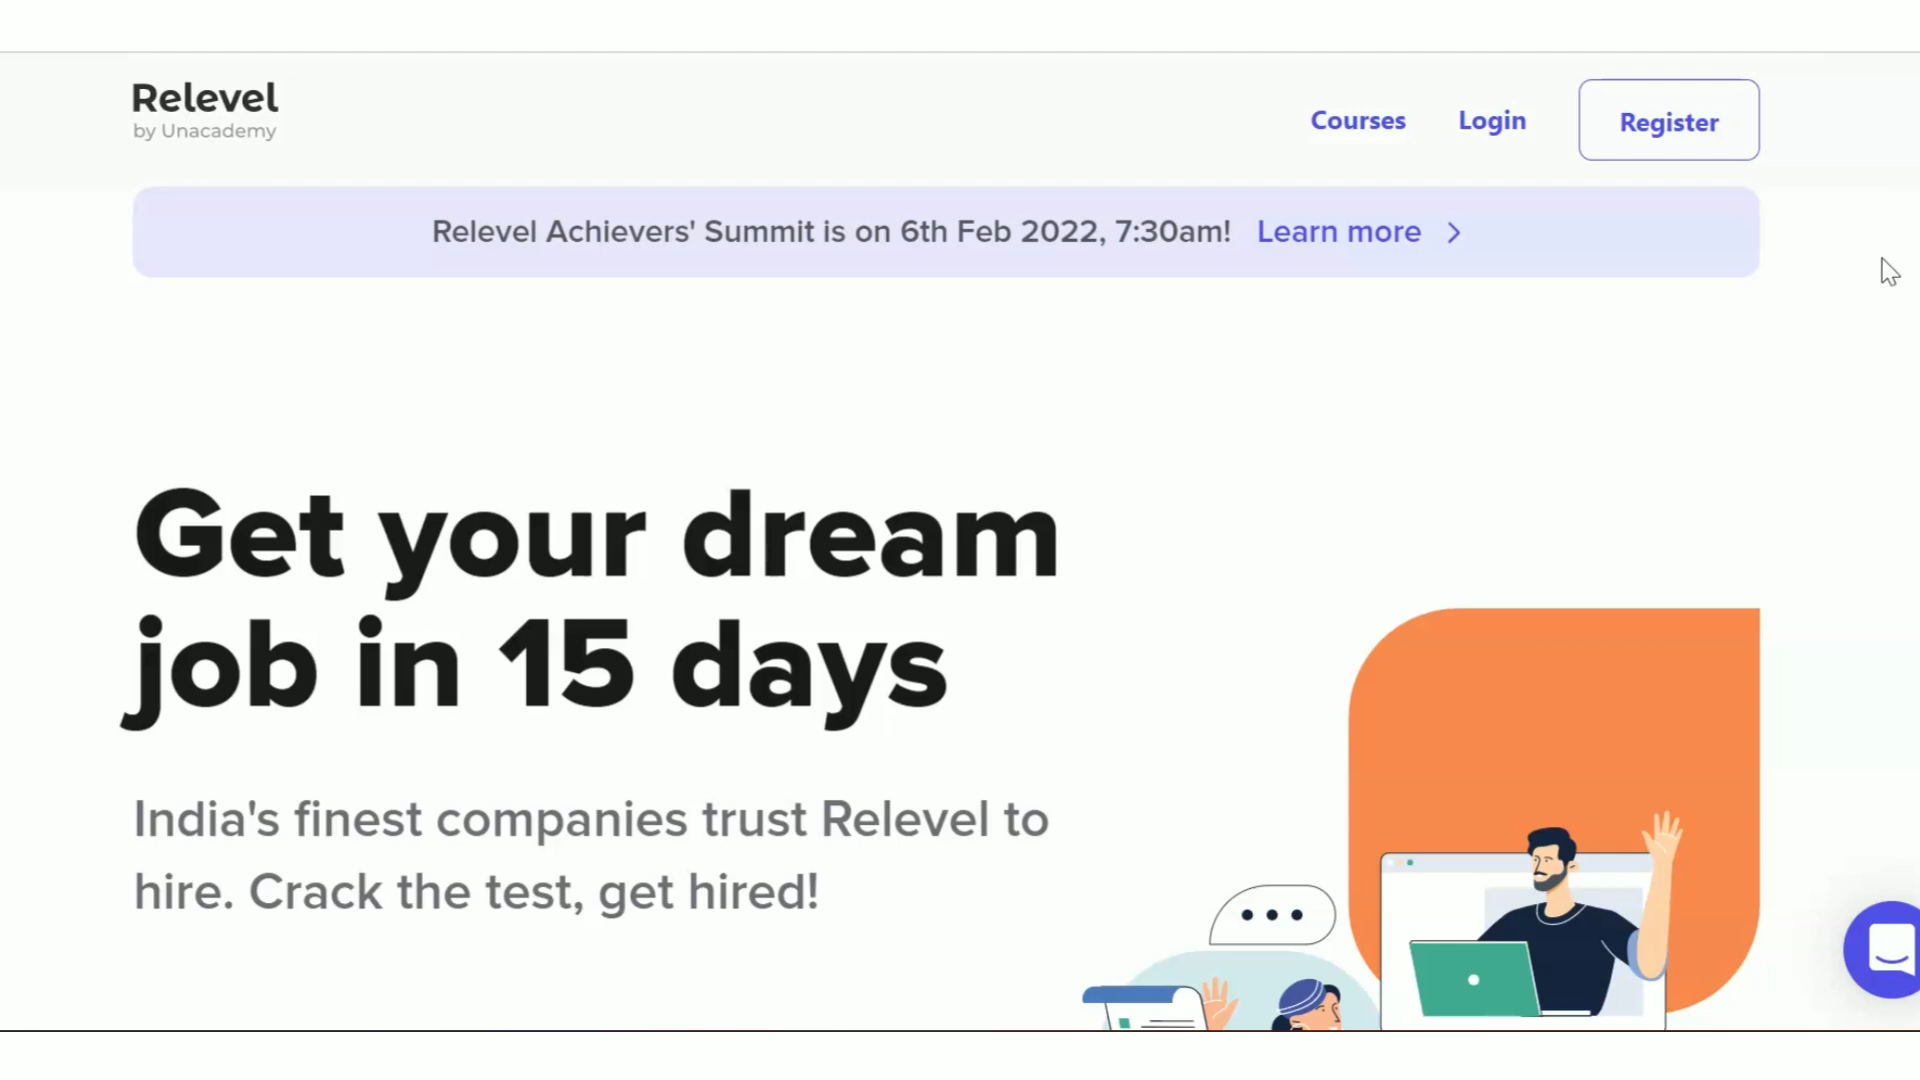 Relevel
by Unacademy
Courses
Login
Register
Relevel Achievers' Summit is on 6th Feb 2022, 7:30am! Learn more
Get your dream
job in 15 days
India's finest companies trust Relevel to
hire. Crack the test, get hired!